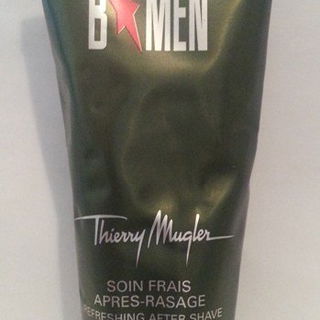 B★MEN
Thierry Mugler
SOIN FRAIS
APRES-RASAGE
REFRESHING AFTER SHAVE